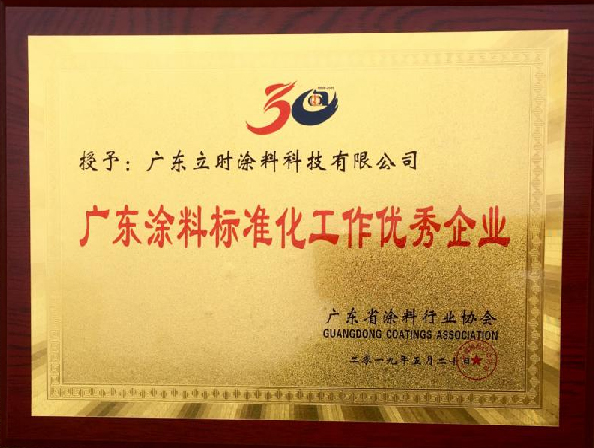 30
授予：广东立时涂料科技有限公司
广东涂料标准化工作优秀企业
广东省涂料行业协会
GUANGDONG COATINGS ASSOCIATION
二零一九年五月二十日